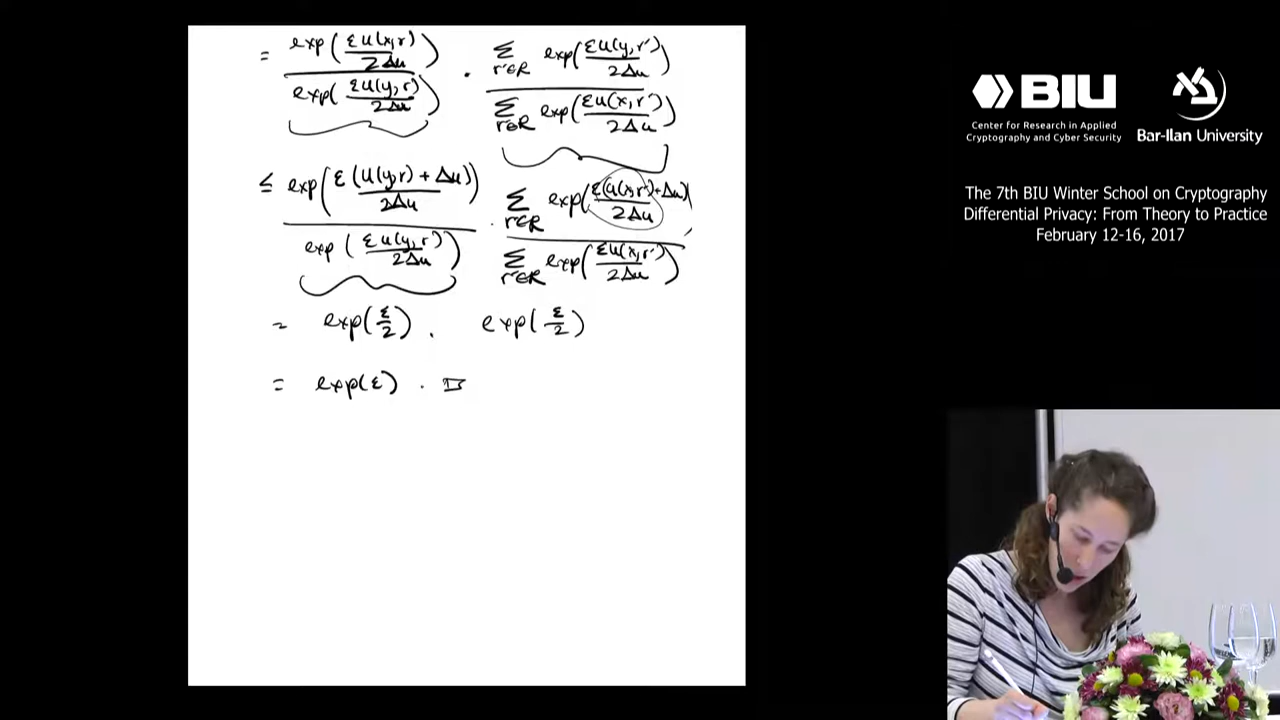 = exp(εu(x,r)/2Δu) / exp(εu(y,r)/2Δu) · Σ_{r'∈R} exp(εu(y,r')/2Δu) / Σ_{r'∈R} exp(εu(x,r')/2Δu)
≤ exp(ε(u(y,r)+Δu)/2Δu) / exp(εu(y,r)/2Δu) · Σ_{r'∈R} exp(ε(u(x,r')+Δu)/2Δu) / Σ_{r'∈R} exp(εu(x,r')/2Δu)
= exp(ε/2) · exp(ε/2)
= exp(ε) . □
BIU
Center for Research in Applied
Cryptography and Cyber Security
Bar-Ilan University
The 7th BIU Winter School on Cryptography
Differential Privacy: From Theory to Practice
February 12-16, 2017